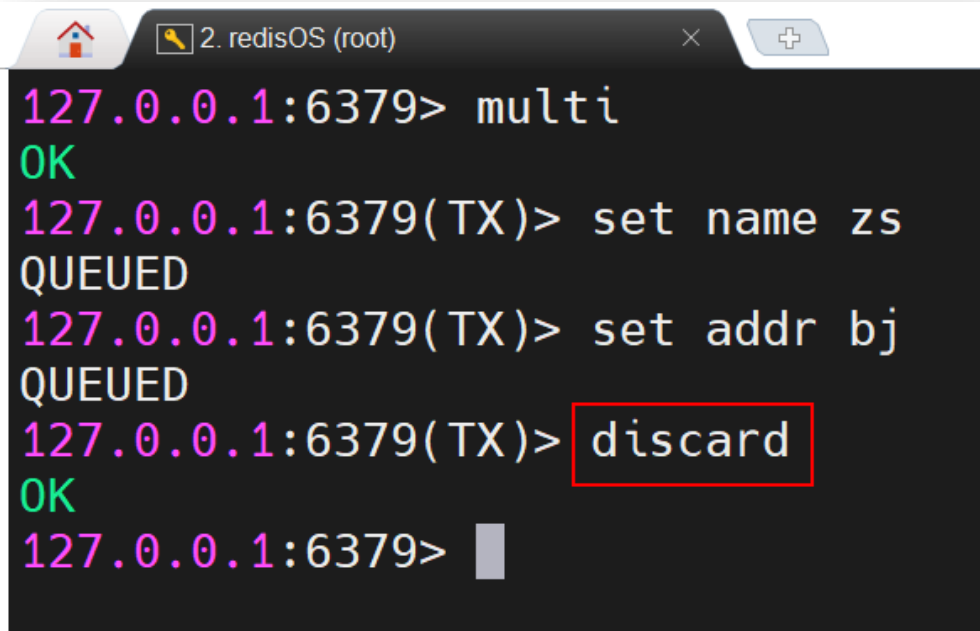 2. redisOS (root)
127.0.0.1:6379> multi
OK
127.0.0.1:6379(TX)> set name zs
QUEUED
127.0.0.1:6379(TX)> set addr bj
QUEUED
127.0.0.1:6379(TX)> discard
OK
127.0.0.1:6379>